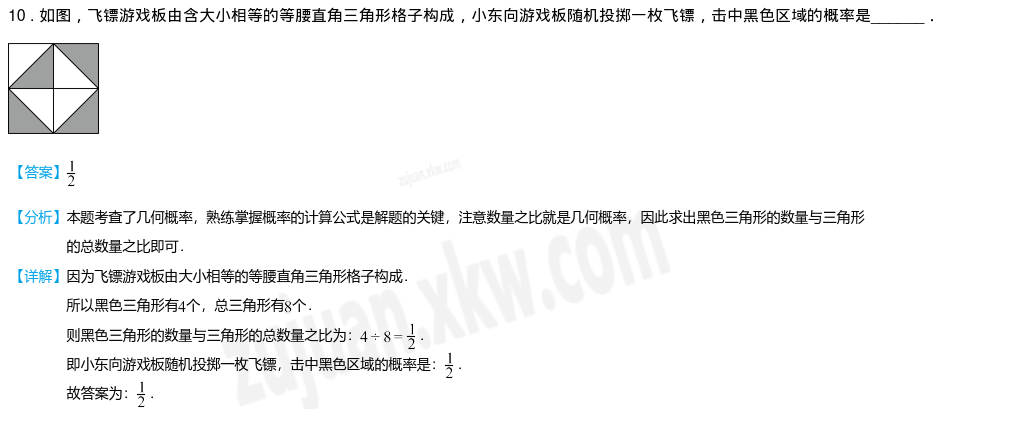 10．如图，飞镖游戏板由含大小相等的等腰直角三角形格子构成，小东向游戏板随机投掷一枚飞镖，击中黑色区域的概率是_______．
【答案】1/2
zujuan.xkw.com
【分析】本题考查了几何概率，熟练掌握概率的计算公式是解题的关键，注意数量之比就是几何概率，因此求出黑色三角形的数量与三角形
的总数量之比即可．
【详解】因为飞镖游戏板由大小相等的等腰直角三角形格子构成．
所以黑色三角形有4个，总三角形有8个．
则黑色三角形的数量与三角形的总数量之比为：4÷8=1/2．
即小东向游戏板随机投掷一枚飞镖，击中黑色区域的概率是：1/2．
故答案为：1/2．
zujuan.xkw.com